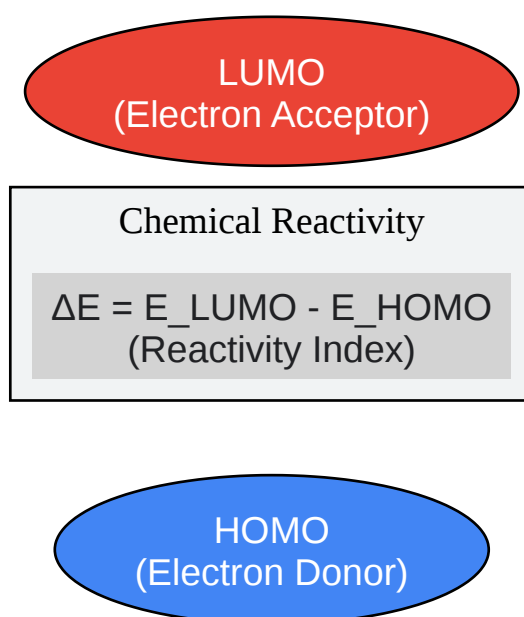 LUMO
(Electron Acceptor)
Chemical Reactivity
ΔE = E_LUMO - E_HOMO
(Reactivity Index)
HOMO
(Electron Donor)